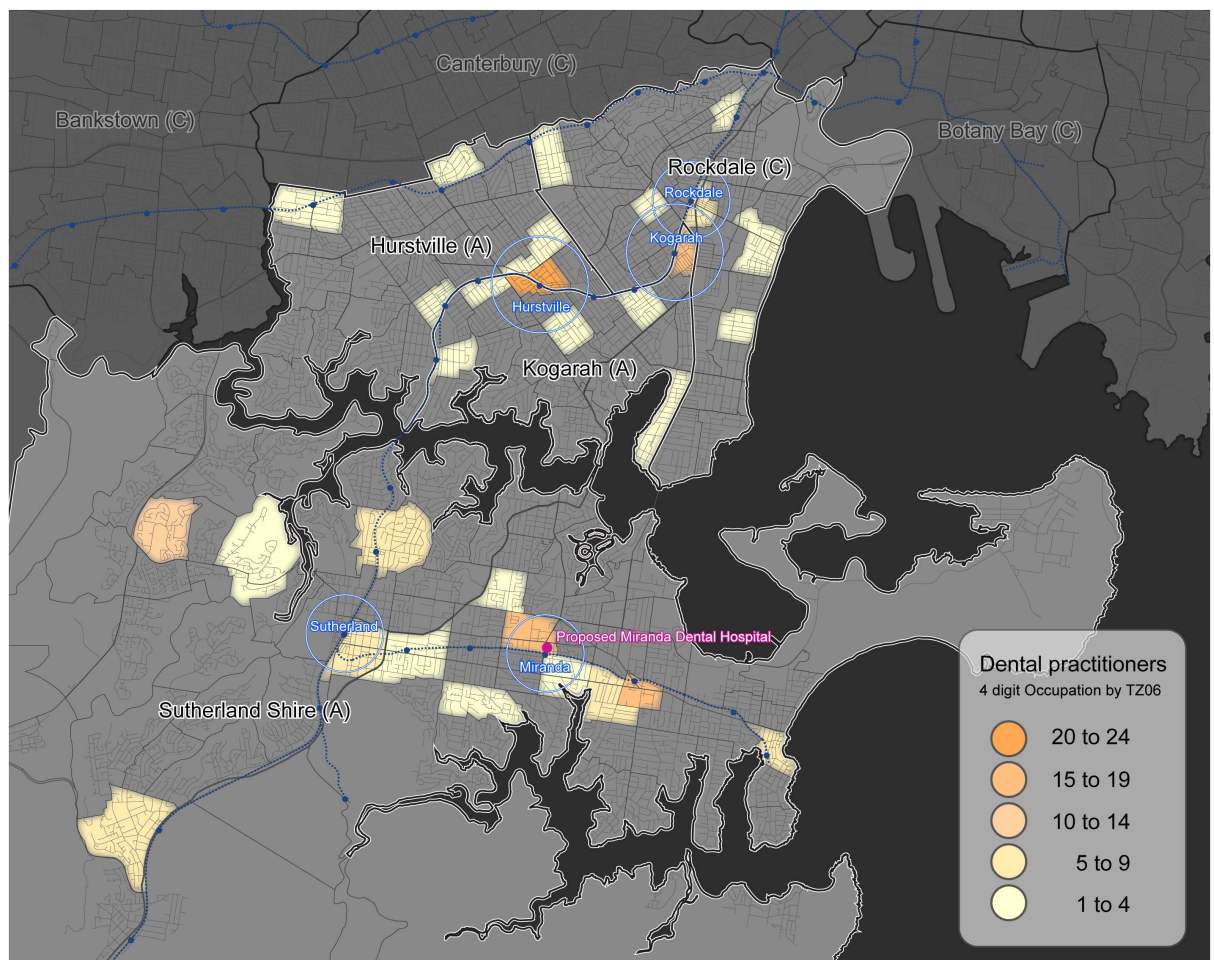 Canterbury (C)
Bankstown (C)
Botany Bay (C)
Rockdale (C)
Rockdale
Kogarah
Hurstville (A)
Hurstville
Kogarah (A)
Sutherland
Proposed Miranda Dental Hospital
Miranda
Sutherland Shire (A)
Dental practitioners
4 digit Occupation by TZ06
20 to 24
15 to 19
10 to 14
5 to 9
1 to 4